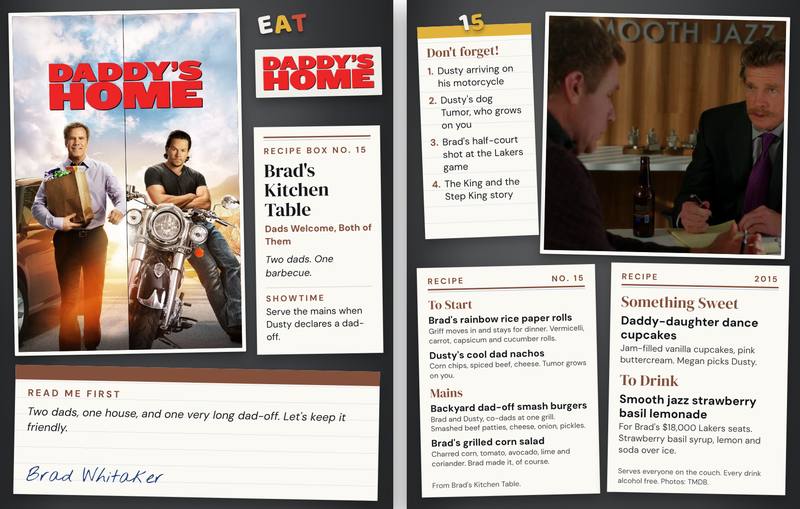 DADDY'S
HOME
EAT
DADDY'S
HOME
RECIPE BOX NO. 15
Brad's
Kitchen
Table
Dads Welcome, Both of
Them
Two dads. One
barbecue.
SHOWTIME
Serve the mains when
Dusty declares a dad-
off.
READ ME FIRST
Two dads, one house, and one very long dad-off. Let's keep it
friendly.
Brad Whitaker
15
Don't forget!
1. Dusty arriving on
his motorcycle
2. Dusty's dog
Tumor, who grows
on you
3. Brad's half-court
shot at the Lakers
game
4. The King and the
Step King story
SMOOTH JAZZ
RECIPE NO. 15
To Start
Brad's rainbow rice paper rolls
Griff moves in and stays for dinner. Vermicelli,
carrot, capsicum and cucumber rolls.
Dusty's cool dad nachos
Corn chips, spiced beef, cheese. Tumor grows
on you.
Mains
Backyard dad-off smash burgers
Brad and Dusty, co-dads at one grill.
Smashed beef patties, cheese, onion, pickles.
Brad's grilled corn salad
Charred corn, tomato, avocado, lime and
coriander. Brad made it, of course.
From Brad's Kitchen Table.
RECIPE 2015
Something Sweet
Daddy-daughter dance
cupcakes
Jam-filled vanilla cupcakes, pink
buttercream. Megan picks Dusty.
To Drink
Smooth jazz strawberry
basil lemonade
For Brad's $18,000 Lakers seats.
Strawberry basil syrup, lemon and
soda over ice.
Serves everyone on the couch. Every drink
alcohol free. Photos: TMDB.